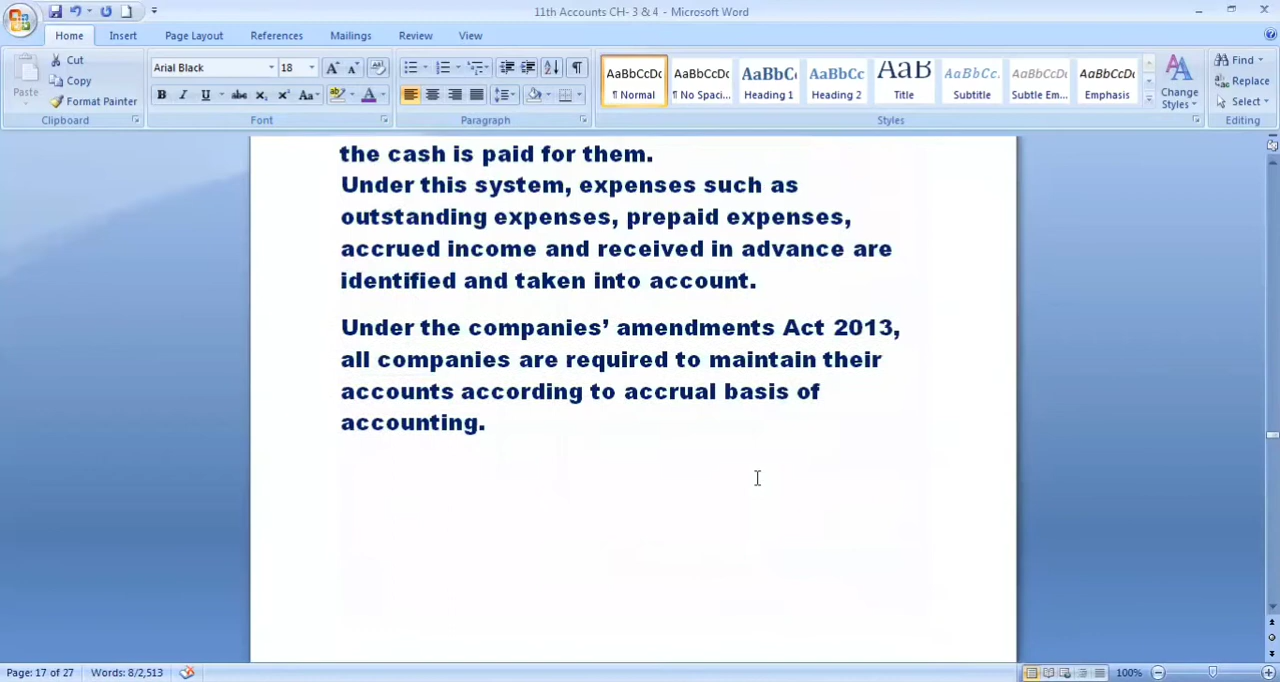 11th Accounts CH- 3 & 4 - Microsoft Word
Home Insert Page Layout References Mailings Review View
Paste
Cut
Copy
Format Painter
Clipboard
Arial Black 18
Font
Paragraph
AaBbCcDc AaBbCcDc AaBbC AaBbCc AaB AaBbCc. AaBbCcDc AaBbCcDc
¶ Normal ¶ No Spaci... Heading 1 Heading 2 Title Subtitle Subtle Em... Emphasis
Styles
Change
Styles
Find
Replace
Select
Editing
the cash is paid for them.
Under this system, expenses such as
outstanding expenses, prepaid expenses,
accrued income and received in advance are
identified and taken into account.
Under the companies’ amendments Act 2013,
all companies are required to maintain their
accounts according to accrual basis of
accounting.
Page: 17 of 27 Words: 8/2,513 100%